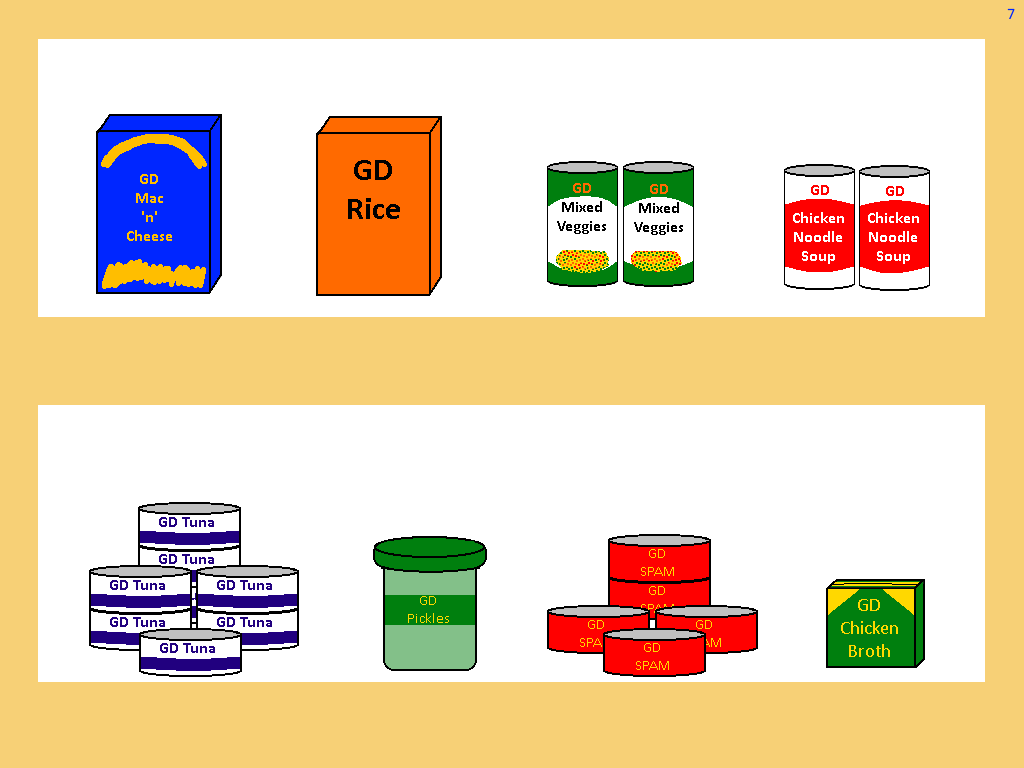 7
GD
Mac
'n'
Cheese
GD
Rice
GD
Mixed
Veggies
GD
Mixed
Veggies
GD
Chicken
Noodle
Soup
GD
Chicken
Noodle
Soup
GD Tuna
GD Tuna
GD Tuna
GD Tuna
GD Tuna
GD Tuna
GD Tuna
GD
Pickles
GD
SPAM
GD
SPAM
GD
SPA
GD
AM
GD
SPAM
GD
Chicken
Broth